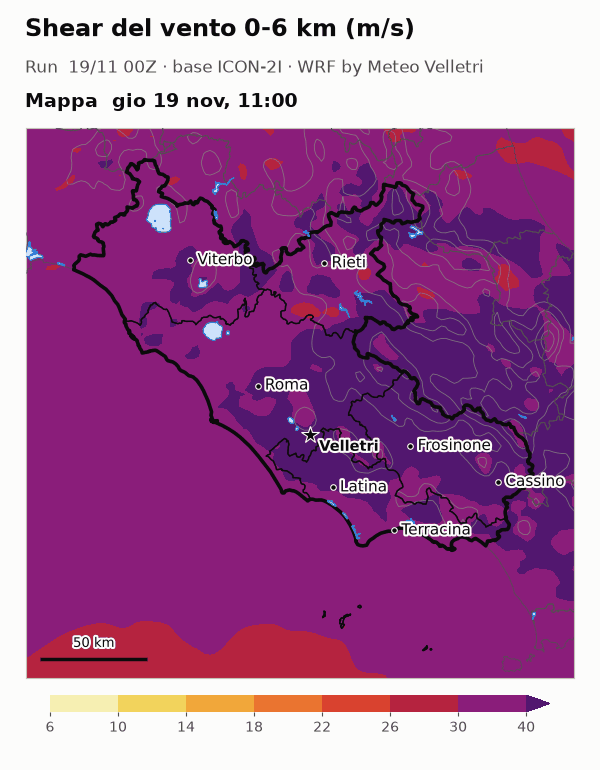 Shear del vento 0-6 km (m/s)
Run  19/11 00Z · base ICON-2I · WRF by Meteo Velletri
Mappa  gio 19 nov, 11:00
Viterbo
Rieti
Roma
Velletri
Frosinone
Latina
Cassino
Terracina
50 km
6 10 14 18 22 26 30 40